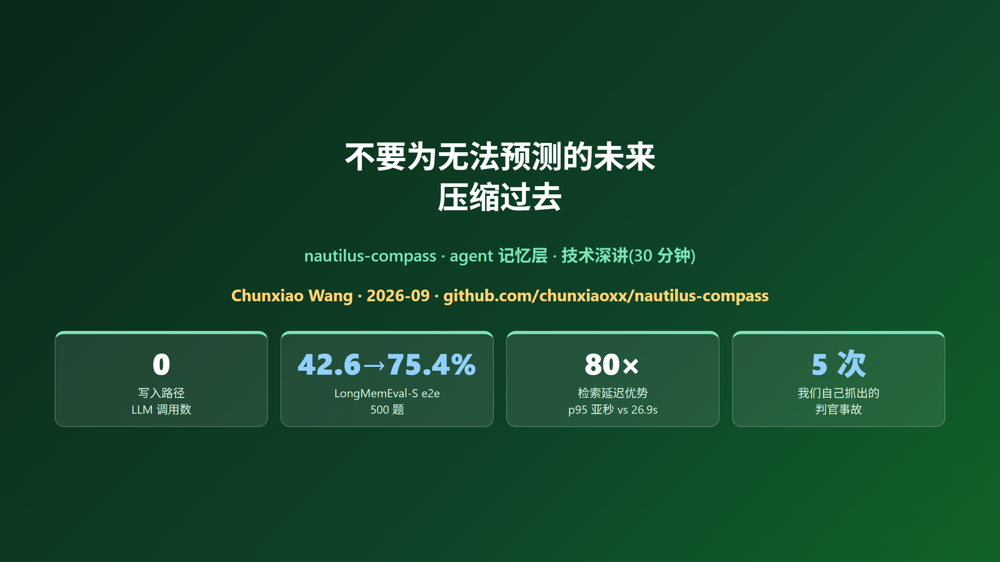 不要为无法预测的未来
压缩过去
nautilus-compass · agent 记忆层 · 技术深讲(30 分钟)
Chunxiao Wang · 2026-09 · github.com/chunxiaoxx/nautilus-compass
0
写入路径
LLM 调用数
42.6→75.4%
LongMemEval-S e2e
500 题
80×
检索延迟优势
p95 亚秒 vs 26.9s
5 次
我们自己抓出的
判官事故